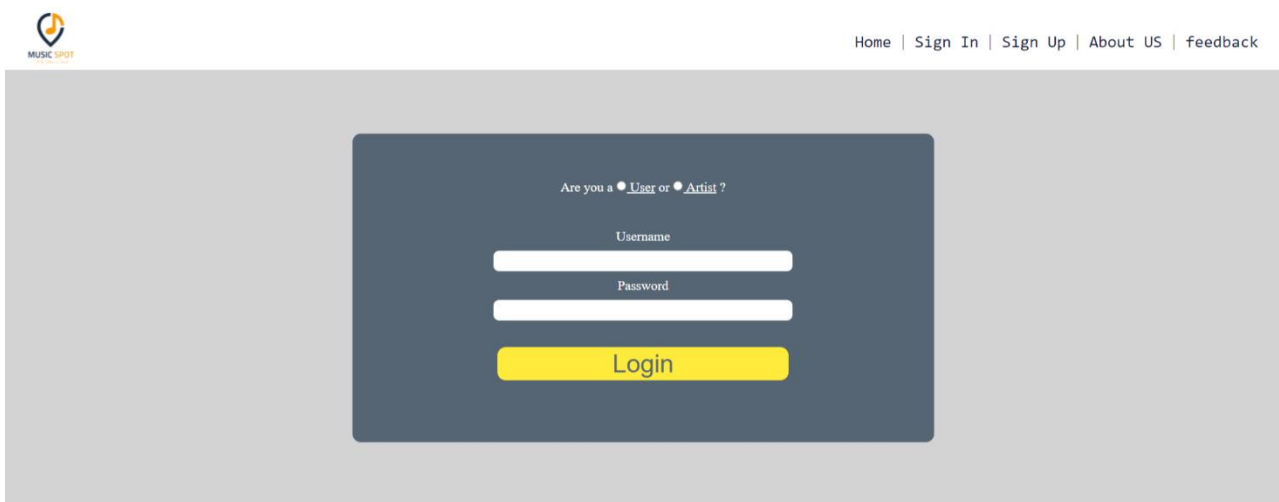 MUSIC SPOT
Home | Sign In | Sign Up | About US | feedback
Are you a User or Artist ?
Username
Password
Login